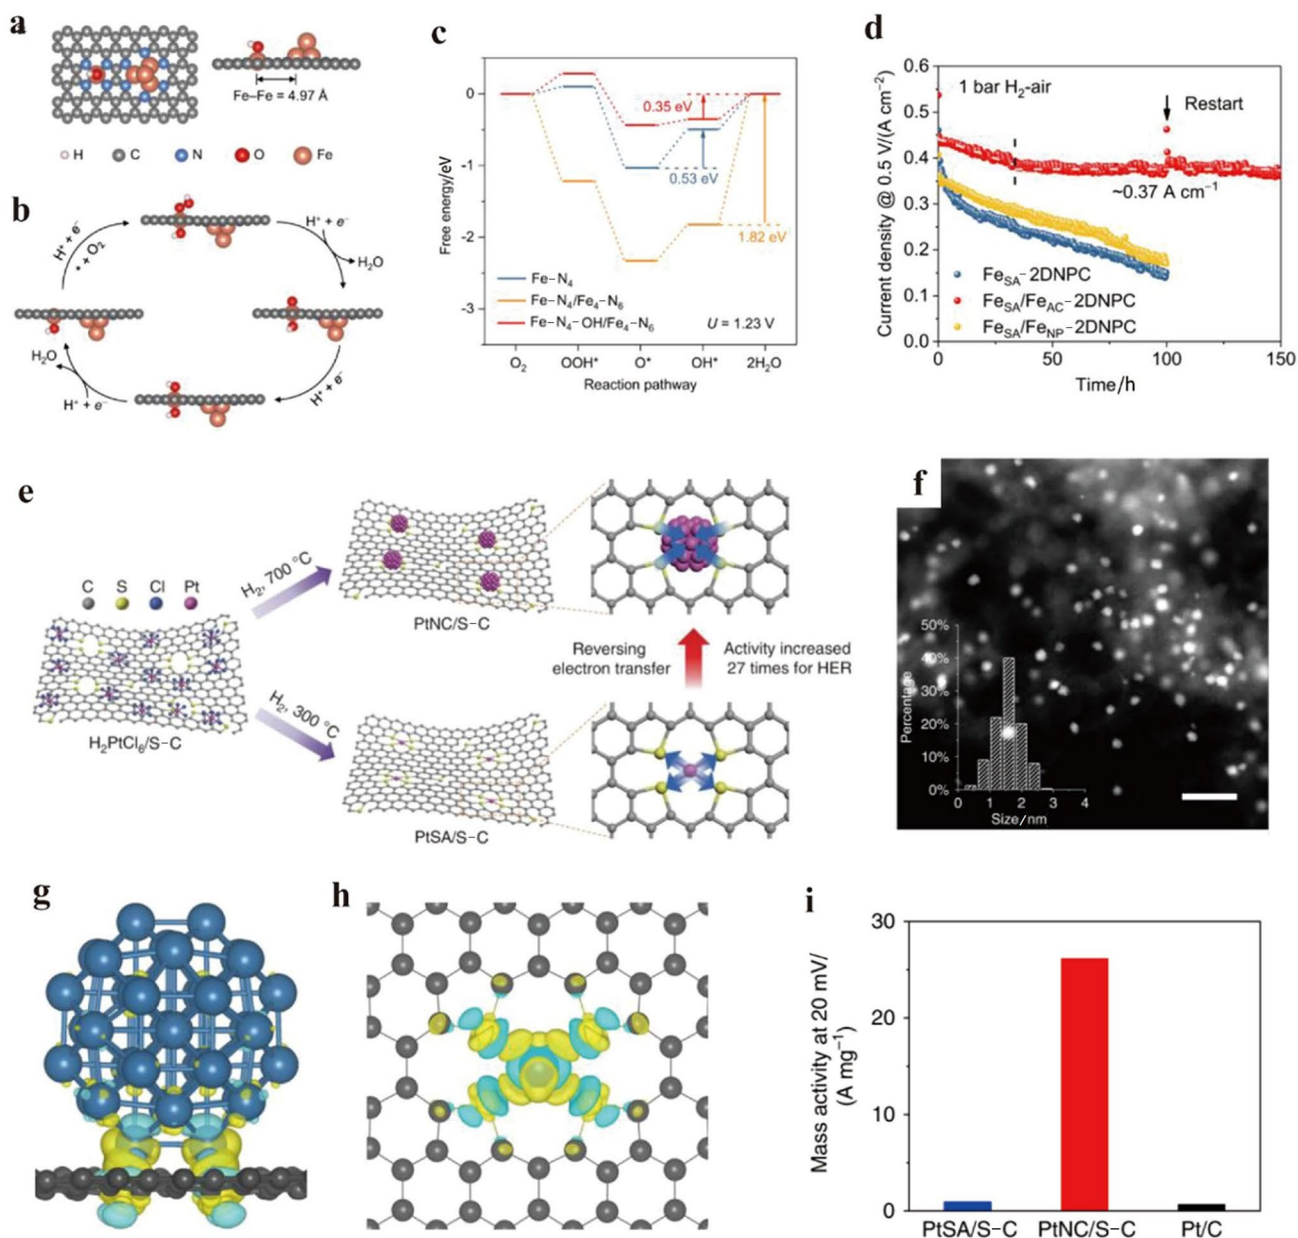 a
Fe–Fe = 4.97 Å
H C N O Fe
b
H⁺ + e⁻
* + O₂
H⁺ + e⁻
H₂O
H₂O
H⁺ + e⁻
H⁺ + e⁻
c
Free energy/eV
0
-1
-2
-3
0.35 eV
0.53 eV
1.82 eV
Fe–N₄
Fe–N₄/Fe₄–N₆
Fe–N₄–OH/Fe₄–N₆
U = 1.23 V
O₂ OOH* O* OH* 2H₂O
Reaction pathway
d
Current density @ 0.5 V/(A cm⁻²)
0.6
0.5
0.4
0.3
0.2
0.1
0.0
1 bar H₂-air
Restart
~0.37 A cm⁻¹
Fe_SA-2DNPC
Fe_SA/Fe_AC-2DNPC
Fe_SA/Fe_NP-2DNPC
0 50 100 150
Time/h
e
C S Cl Pt
H₂PtCl₆/S–C
H₂, 700 °C
H₂, 300 °C
PtNC/S–C
PtSA/S–C
Reversing
electron transfer
Activity increased
27 times for HER
f
Percentage
50%
40%
30%
20%
10%
0%
0 1 2 3 4
Size/nm
g
h
i
Mass activity at 20 mV/
(A mg⁻¹)
30
20
10
0
PtSA/S–C PtNC/S–C Pt/C